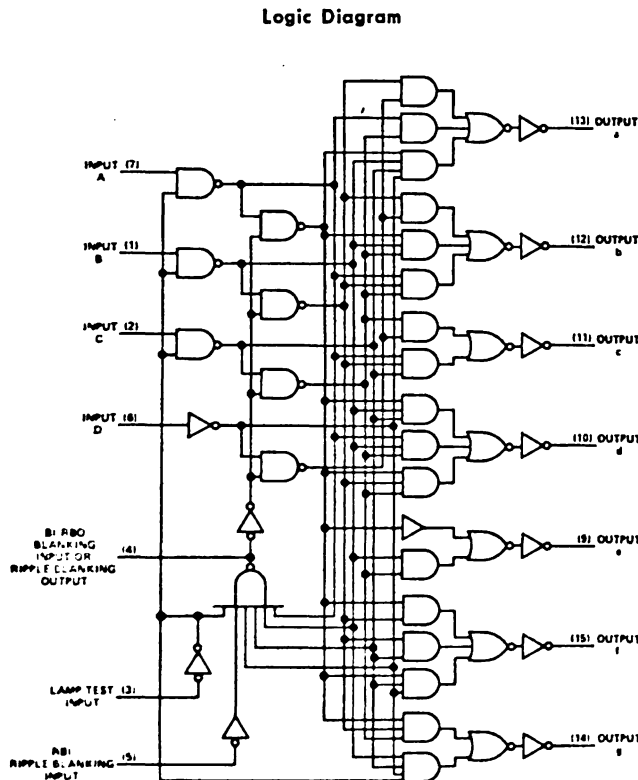 Logic Diagram
INPUT (7)
A
INPUT (1)
B
INPUT (2)
C
INPUT (6)
D
BI/RBO
BLANKING (4)
INPUT OR
RIPPLE BLANKING
OUTPUT
LAMP TEST (3)
INPUT
RBI
RIPPLE BLANKING (5)
INPUT
(13) OUTPUT
a
(12) OUTPUT
b
(11) OUTPUT
c
(10) OUTPUT
d
(9) OUTPUT
e
(15) OUTPUT
f
(14) OUTPUT
g